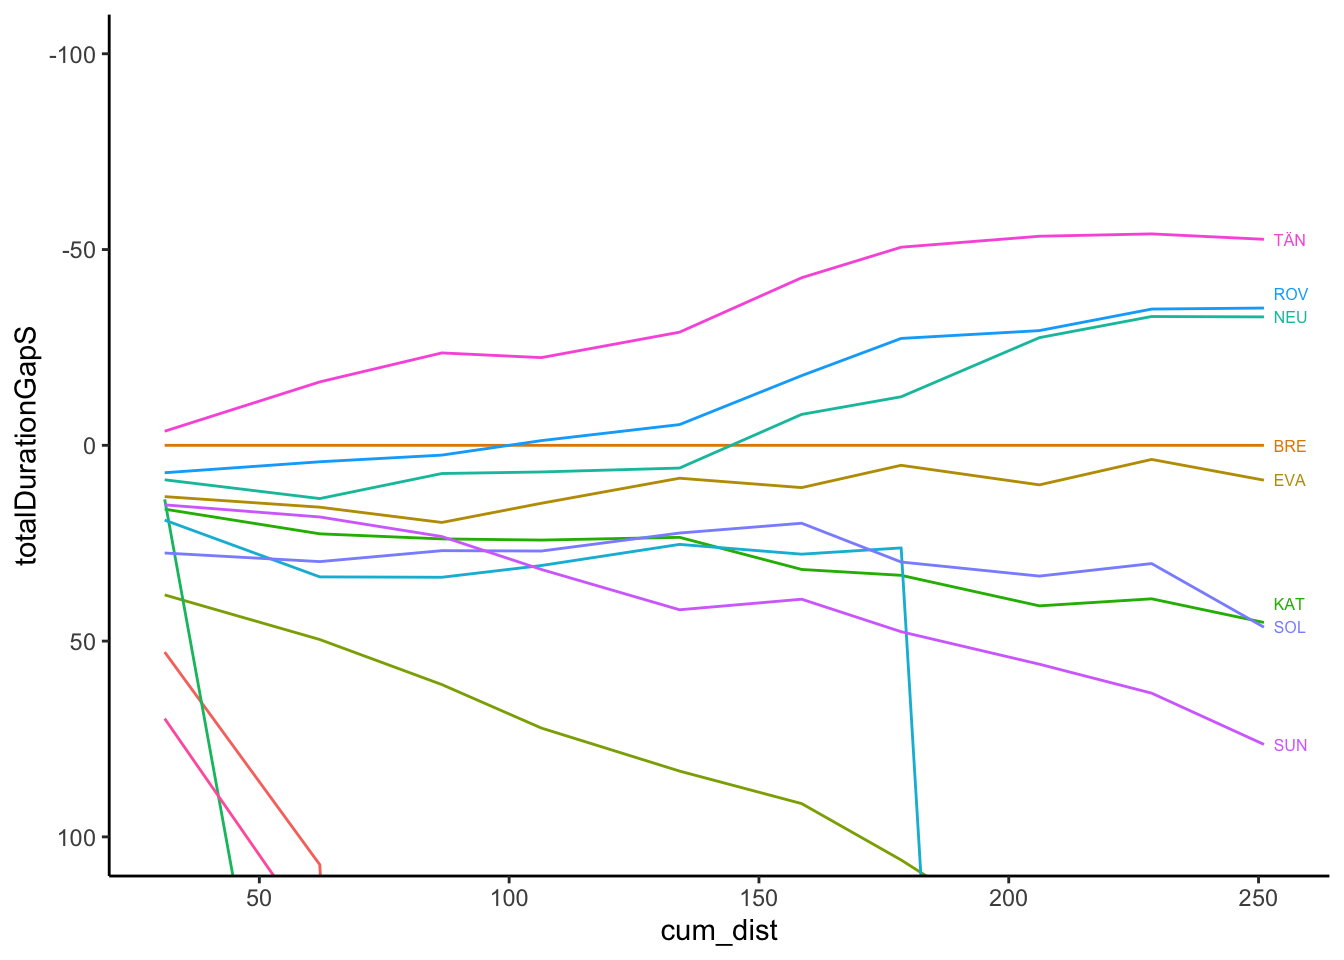 totalDurationGapS
-100
-50
0
50
100
TÄN
ROV
NEU
BRE
EVA
KAT
SOL
SUN
50 100 150 200 250
cum_dist